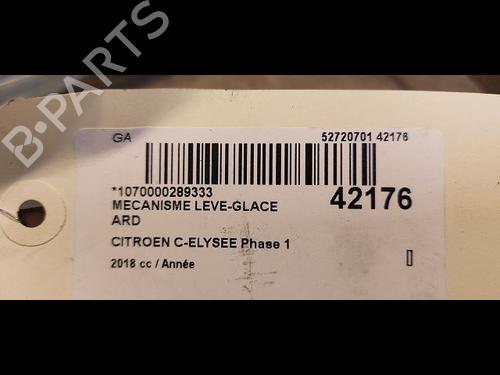 B-PARTS
GA
52720701 42176
*1070000289333
42176
MECANISME LEVE-GLACE
ARD
CITROEN C-ELYSEE Phase 1
2018 cc / Année